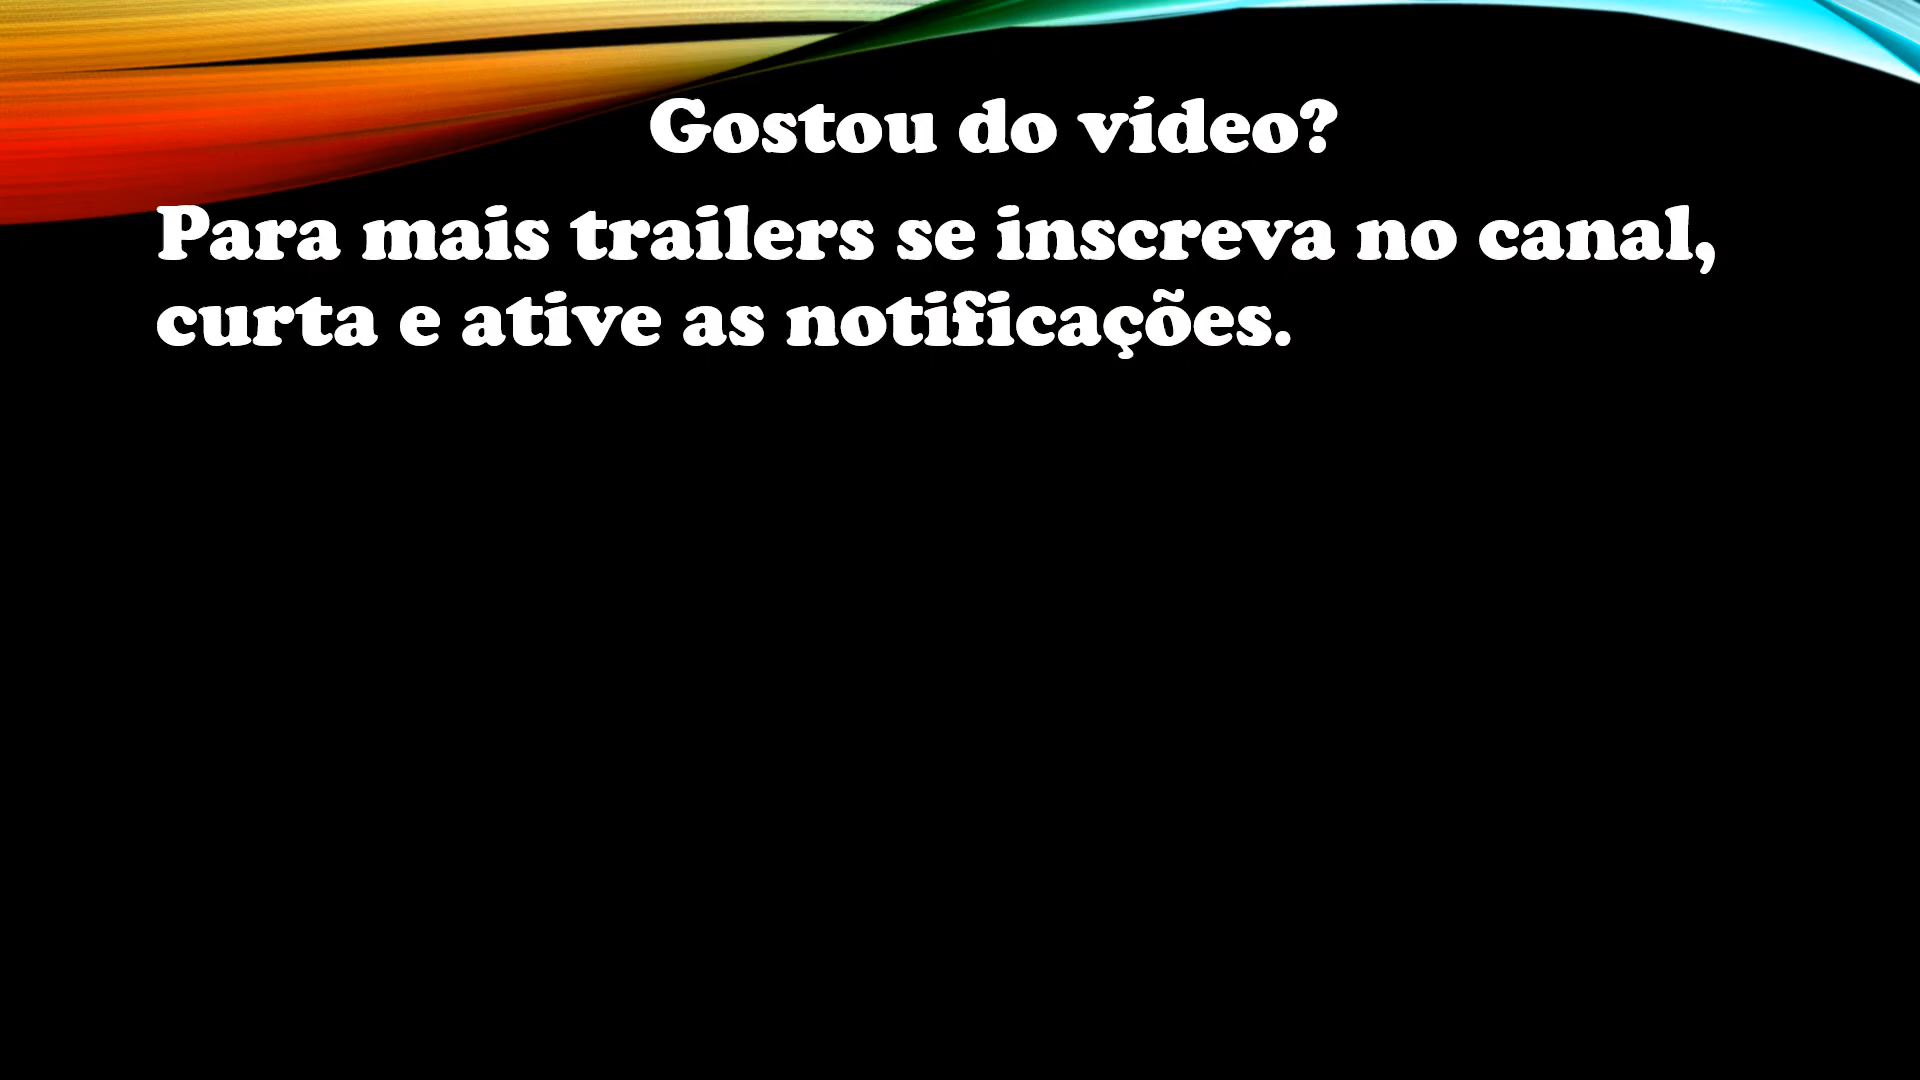 Gostou do vídeo?
Para mais trailers se inscreva no canal,
curta e ative as notificações.